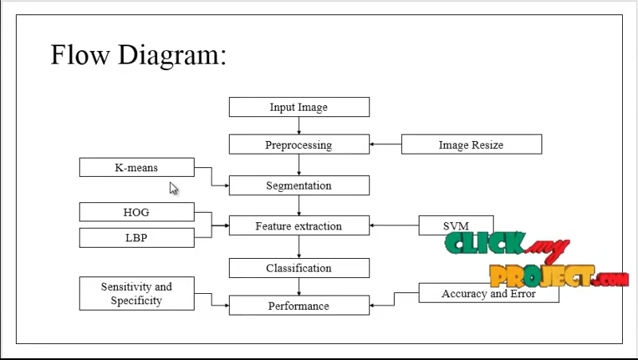 Flow Diagram:
Input Image
Preprocessing
Image Resize
K-means
Segmentation
HOG
LBP
Feature extraction
SVM
CLICK my
PROJECT.COM
Classification
Sensitivity and
Specificity
Performance
Accuracy and Error